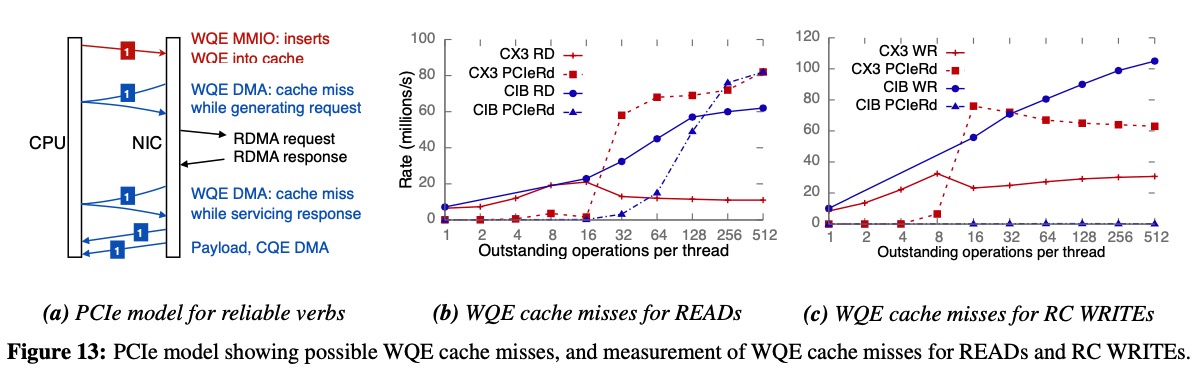 WQE MMIO: inserts
WQE into cache
1
WQE DMA: cache miss
while generating request
1
CPU
NIC
RDMA request
RDMA response
WQE DMA: cache miss
while servicing response
1
1
1
Payload, CQE DMA
100
80
60
40
20
0
Rate (millions/s)
CX3 RD
CX3 PCIeRd
CIB RD
CIB PCIeRd
1 2 4 8 16 32 64 128 256 512
Outstanding operations per thread
120
100
80
60
40
20
0
CX3 WR
CX3 PCIeRd
CIB WR
CIB PCIeRd
1 2 4 8 16 32 64 128 256 512
Outstanding operations per thread
(a) PCIe model for reliable verbs
(b) WQE cache misses for READs
(c) WQE cache misses for RC WRITEs
Figure 13: PCIe model showing possible WQE cache misses, and measurement of WQE cache misses for READs and RC WRITEs.